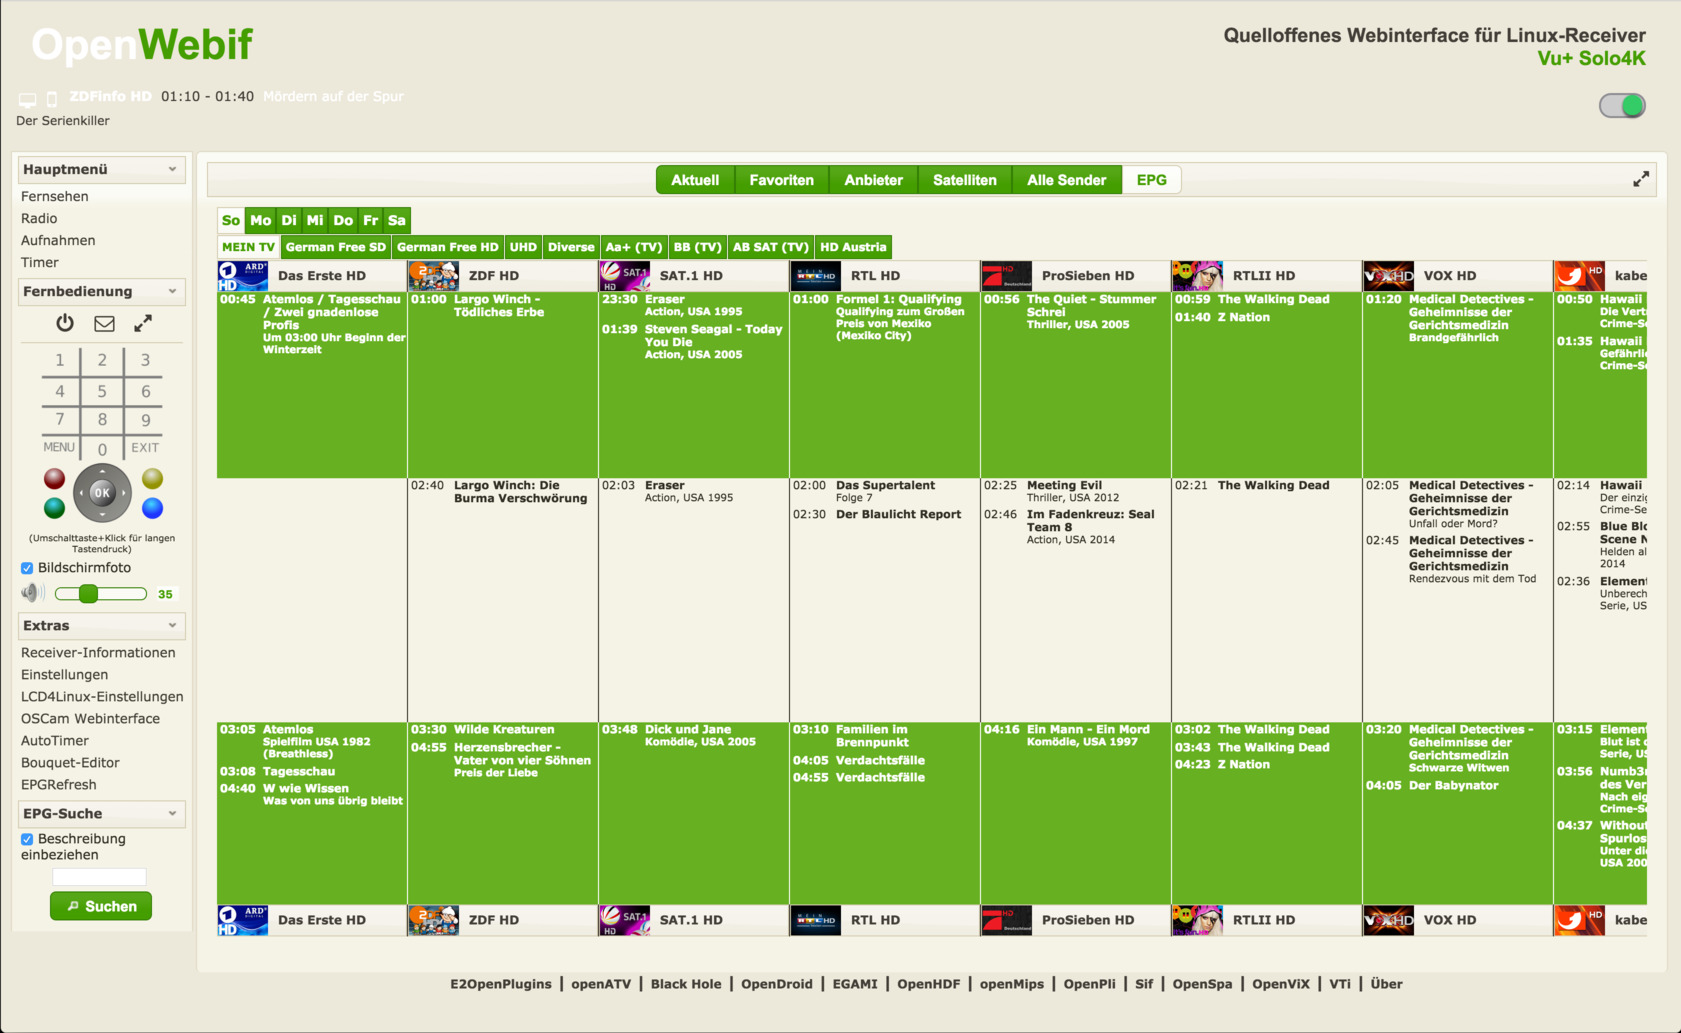 OpenWebif
Quelloffenes Webinterface für Linux-Receiver
Vu+ Solo4K
ZDFinfo HD 01:10 - 01:40 Mördern auf der Spur
Der Serienkiller
Hauptmenü
Fernsehen
Radio
Aufnahmen
Timer
Fernbedienung
1 2 3
4 5 6
7 8 9
MENU 0 EXIT
OK
(Umschalttaste+Klick für langen
Tastendruck)
Bildschirmfoto
35
Extras
Receiver-Informationen
Einstellungen
LCD4Linux-Einstellungen
OSCam Webinterface
AutoTimer
Bouquet-Editor
EPGRefresh
EPG-Suche
Beschreibung
einbeziehen
Suchen
Aktuell Favoriten Anbieter Satelliten Alle Sender EPG
So Mo Di Mi Do Fr Sa
MEIN TV German Free SD German Free HD UHD Diverse Aa+ (TV) BB (TV) AB SAT (TV) HD Austria
Das Erste HD ZDF HD SAT.1 HD RTL HD ProSieben HD RTLII HD VOX HD kabe
00:45 Atemlos / Tagesschau
/ Zwei gnadenlose
Profis
Um 03:00 Uhr Beginn der
Winterzeit
01:00 Largo Winch -
Tödliches Erbe
23:30 Eraser
Action, USA 1995
01:39 Steven Seagal - Today
You Die
Action, USA 2005
01:00 Formel 1: Qualifying
Qualifying zum Großen
Preis von Mexiko
(Mexiko City)
00:56 The Quiet - Stummer
Schrei
Thriller, USA 2005
00:59 The Walking Dead
01:40 Z Nation
01:20 Medical Detectives -
Geheimnisse der
Gerichtsmedizin
Brandgefährlich
00:50 Hawaii
Die Vert
Crime-Se
01:35 Hawaii
Gefährlic
Crime-Se
02:40 Largo Winch: Die
Burma Verschwörung
02:03 Eraser
Action, USA 1995
02:00 Das Supertalent
Folge 7
02:30 Der Blaulicht Report
02:25 Meeting Evil
Thriller, USA 2012
02:46 Im Fadenkreuz: Seal
Team 8
Action, USA 2014
02:21 The Walking Dead
02:05 Medical Detectives -
Geheimnisse der
Gerichtsmedizin
Unfall oder Mord?
02:45 Medical Detectives -
Geheimnisse der
Gerichtsmedizin
Rendezvous mit dem Tod
02:14 Hawaii
Der einzig
Crime-Se
02:55 Blue Blo
Scene N
Helden al
2014
02:36 Element
Unberech
Serie, US
03:05 Atemlos
Spielfilm USA 1982
(Breathless)
03:08 Tagesschau
04:40 W wie Wissen
Was von uns übrig bleibt
03:30 Wilde Kreaturen
04:55 Herzensbrecher -
Vater von vier Söhnen
Preis der Liebe
03:48 Dick und Jane
Komödie, USA 2005
03:10 Familien im
Brennpunkt
04:05 Verdachtsfälle
04:55 Verdachtsfälle
04:16 Ein Mann - Ein Mord
Komödie, USA 1997
03:02 The Walking Dead
03:43 The Walking Dead
04:23 Z Nation
03:20 Medical Detectives -
Geheimnisse der
Gerichtsmedizin
Schwarze Witwen
04:05 Der Babynator
03:15 Element
Blut ist d
Serie, US
03:56 Numb3r
des Ver
Nach eig
Crime-Se
04:37 Without
Spurlos
Unter die
USA 200
Das Erste HD ZDF HD SAT.1 HD RTL HD ProSieben HD RTLII HD VOX HD kabe
E2OpenPlugins | openATV | Black Hole | OpenDroid | EGAMI | OpenHDF | openMips | OpenPli | Sif | OpenSpa | OpenViX | VTi | Über